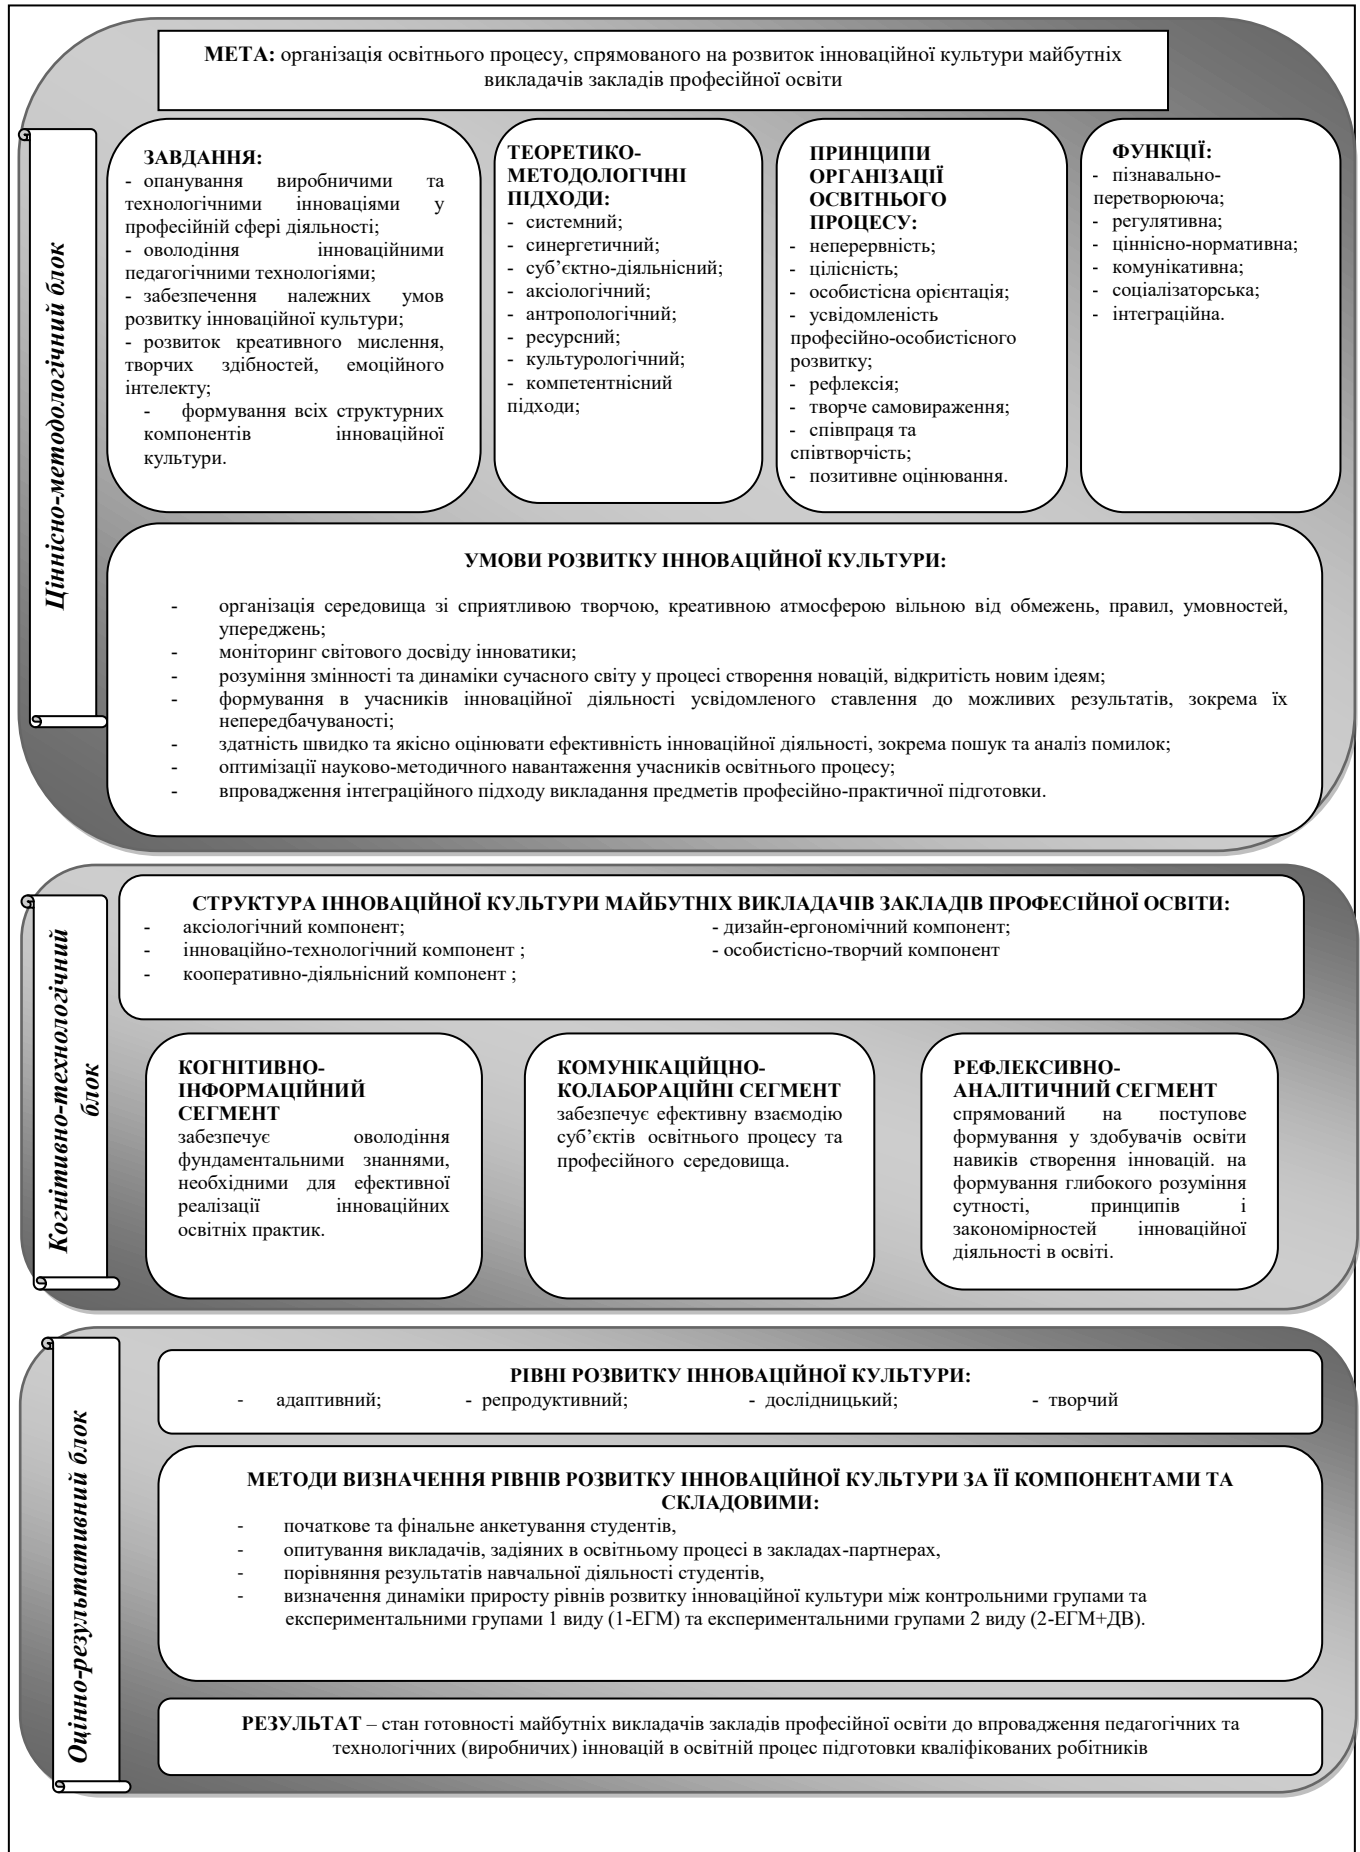 МЕТА: організація освітнього процесу, спрямованого на розвиток інноваційної культури майбутніх
викладачів закладів професійної освіти
Ціннісно-методологічний блок
ЗАВДАННЯ:
- опанування виробничими та
технологічними інноваціями у
професійній сфері діяльності;
- оволодіння інноваційними
педагогічними технологіями;
- забезпечення належних умов
розвитку інноваційної культури;
- розвиток креативного мислення,
творчих здібностей, емоційного
інтелекту;
- формування всіх структурних
компонентів інноваційної
культури.
ТЕОРЕТИКО-
МЕТОДОЛОГІЧНІ
ПІДХОДИ:
- системний;
- синергетичний;
- суб’єктно-діяльнісний;
- аксіологічний;
- антропологічний;
- ресурсний;
- культурологічний;
- компетентнісний
підходи;
ПРИНЦИПИ
ОРГАНІЗАЦІЇ
ОСВІТНЬОГО
ПРОЦЕСУ:
- неперервність;
- цілісність;
- особистісна орієнтація;
- усвідомленість
професійно-особистісного
розвитку;
- рефлексія;
- творче самовираження;
- співпраця та
співтворчість;
- позитивне оцінювання.
ФУНКЦІЇ:
- пізнавально-
перетворююча;
- регулятивна;
- ціннісно-нормативна;
- комунікативна;
- соціалізаторська;
- інтеграційна.
УМОВИ РОЗВИТКУ ІННОВАЦІЙНОЇ КУЛЬТУРИ:
- організація середовища зі сприятливою творчою, креативною атмосферою вільною від обмежень, правил, умовностей,
упереджень;
- моніторинг світового досвіду інноватики;
- розуміння змінності та динаміки сучасного світу у процесі створення новацій, відкритість новим ідеям;
- формування в учасників інноваційної діяльності усвідомленого ставлення до можливих результатів, зокрема їх
непередбачуваності;
- здатність швидко та якісно оцінювати ефективність інноваційної діяльності, зокрема пошук та аналіз помилок;
- оптимізації науково-методичного навантаження учасників освітнього процесу;
- впровадження інтеграційного підходу викладання предметів професійно-практичної підготовки.
Когнітивно-технологічний
блок
СТРУКТУРА ІННОВАЦІЙНОЇ КУЛЬТУРИ МАЙБУТНІХ ВИКЛАДАЧІВ ЗАКЛАДІВ ПРОФЕСІЙНОЇ ОСВІТИ:
- аксіологічний компонент; - дизайн-ергономічний компонент;
- інноваційно-технологічний компонент ; - особистісно-творчий компонент
- кооперативно-діяльнісний компонент ;
КОГНІТИВНО-
ІНФОРМАЦІЙНИЙ
СЕГМЕНТ
забезпечує оволодіння
фундаментальними знаннями,
необхідними для ефективної
реалізації інноваційних
освітніх практик.
КОМУНІКАЦІЙЦНО-
КОЛАБОРАЦІЙНІ СЕГМЕНТ
забезпечує ефективну взаємодію
суб’єктів освітнього процесу та
професійного середовища.
РЕФЛЕКСИВНО-
АНАЛІТИЧНИЙ СЕГМЕНТ
спрямований на поступове
формування у здобувачів освіти
навиків створення інновацій. на
формування глибокого розуміння
сутності, принципів і
закономірностей інноваційної
діяльності в освіті.
Оцінно-результативний блок
РІВНІ РОЗВИТКУ ІННОВАЦІЙНОЇ КУЛЬТУРИ:
- адаптивний; - репродуктивний; - дослідницький; - творчий
МЕТОДИ ВИЗНАЧЕННЯ РІВНІВ РОЗВИТКУ ІННОВАЦІЙНОЇ КУЛЬТУРИ ЗА ЇЇ КОМПОНЕНТАМИ ТА
СКЛАДОВИМИ:
- початкове та фінальне анкетування студентів,
- опитування викладачів, задіяних в освітньому процесі в закладах-партнерах,
- порівняння результатів навчальної діяльності студентів,
- визначення динаміки приросту рівнів розвитку інноваційної культури між контрольними групами та
експериментальними групами 1 виду (1-ЕГМ) та експериментальними групами 2 виду (2-ЕГМ+ДВ).
РЕЗУЛЬТАТ – стан готовності майбутніх викладачів закладів професійної освіти до впровадження педагогічних та
технологічних (виробничих) інновацій в освітній процес підготовки кваліфікованих робітників